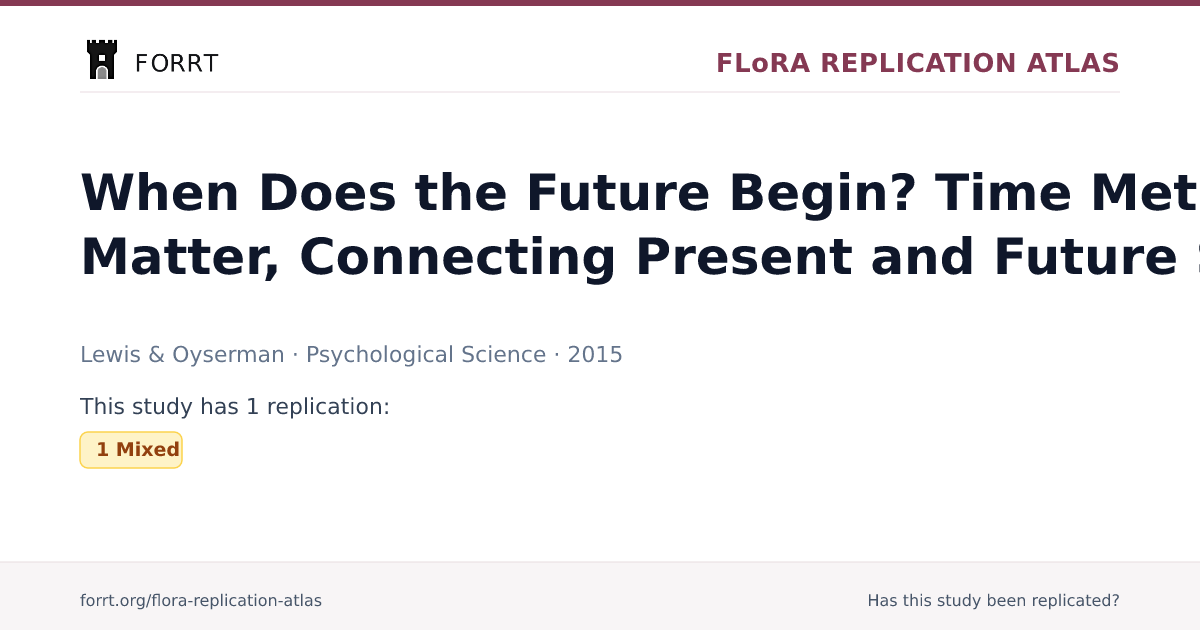 FORRT
FLoRA REPLICATION ATLAS
When Does the Future Begin? Time Met
Matter, Connecting Present and Future
Lewis & Oyserman · Psychological Science · 2015
This study has 1 replication:
1 Mixed
forrt.org/flora-replication-atlas
Has this study been replicated?